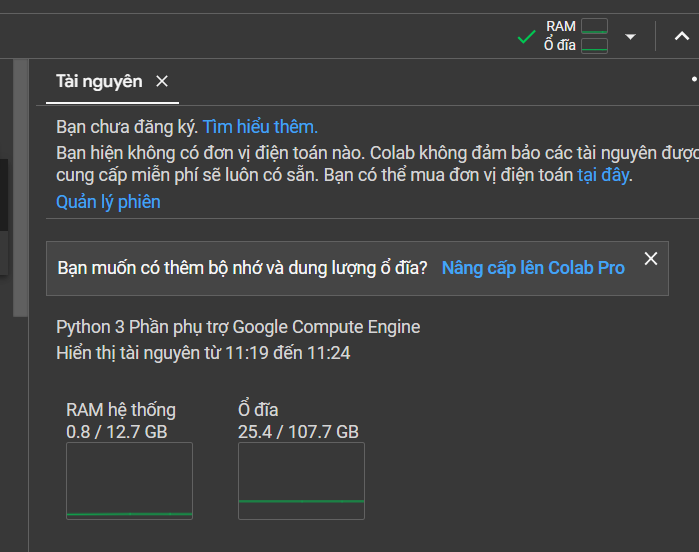 RAM
Ổ đĩa
Tài nguyên
Bạn chưa đăng ký. Tìm hiểu thêm.
Bạn hiện không có đơn vị điện toán nào. Colab không đảm bảo các tài nguyên được
cung cấp miễn phí sẽ luôn có sẵn. Bạn có thể mua đơn vị điện toán tại đây.
Quản lý phiên
Bạn muốn có thêm bộ nhớ và dung lượng ổ đĩa? Nâng cấp lên Colab Pro
Python 3 Phần phụ trợ Google Compute Engine
Hiển thị tài nguyên từ 11:19 đến 11:24
RAM hệ thống Ổ đĩa
0.8 / 12.7 GB 25.4 / 107.7 GB